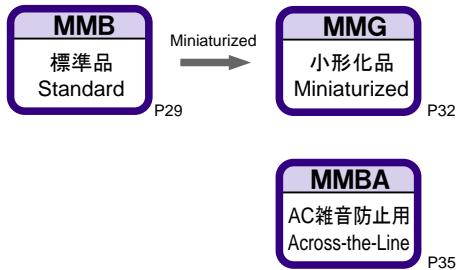 MMB
標準品
Standard
P29
Miniaturized
MMG
小形化品
Miniaturized
P32
MMBA
AC雑音防止用
Across-the-Line
P35